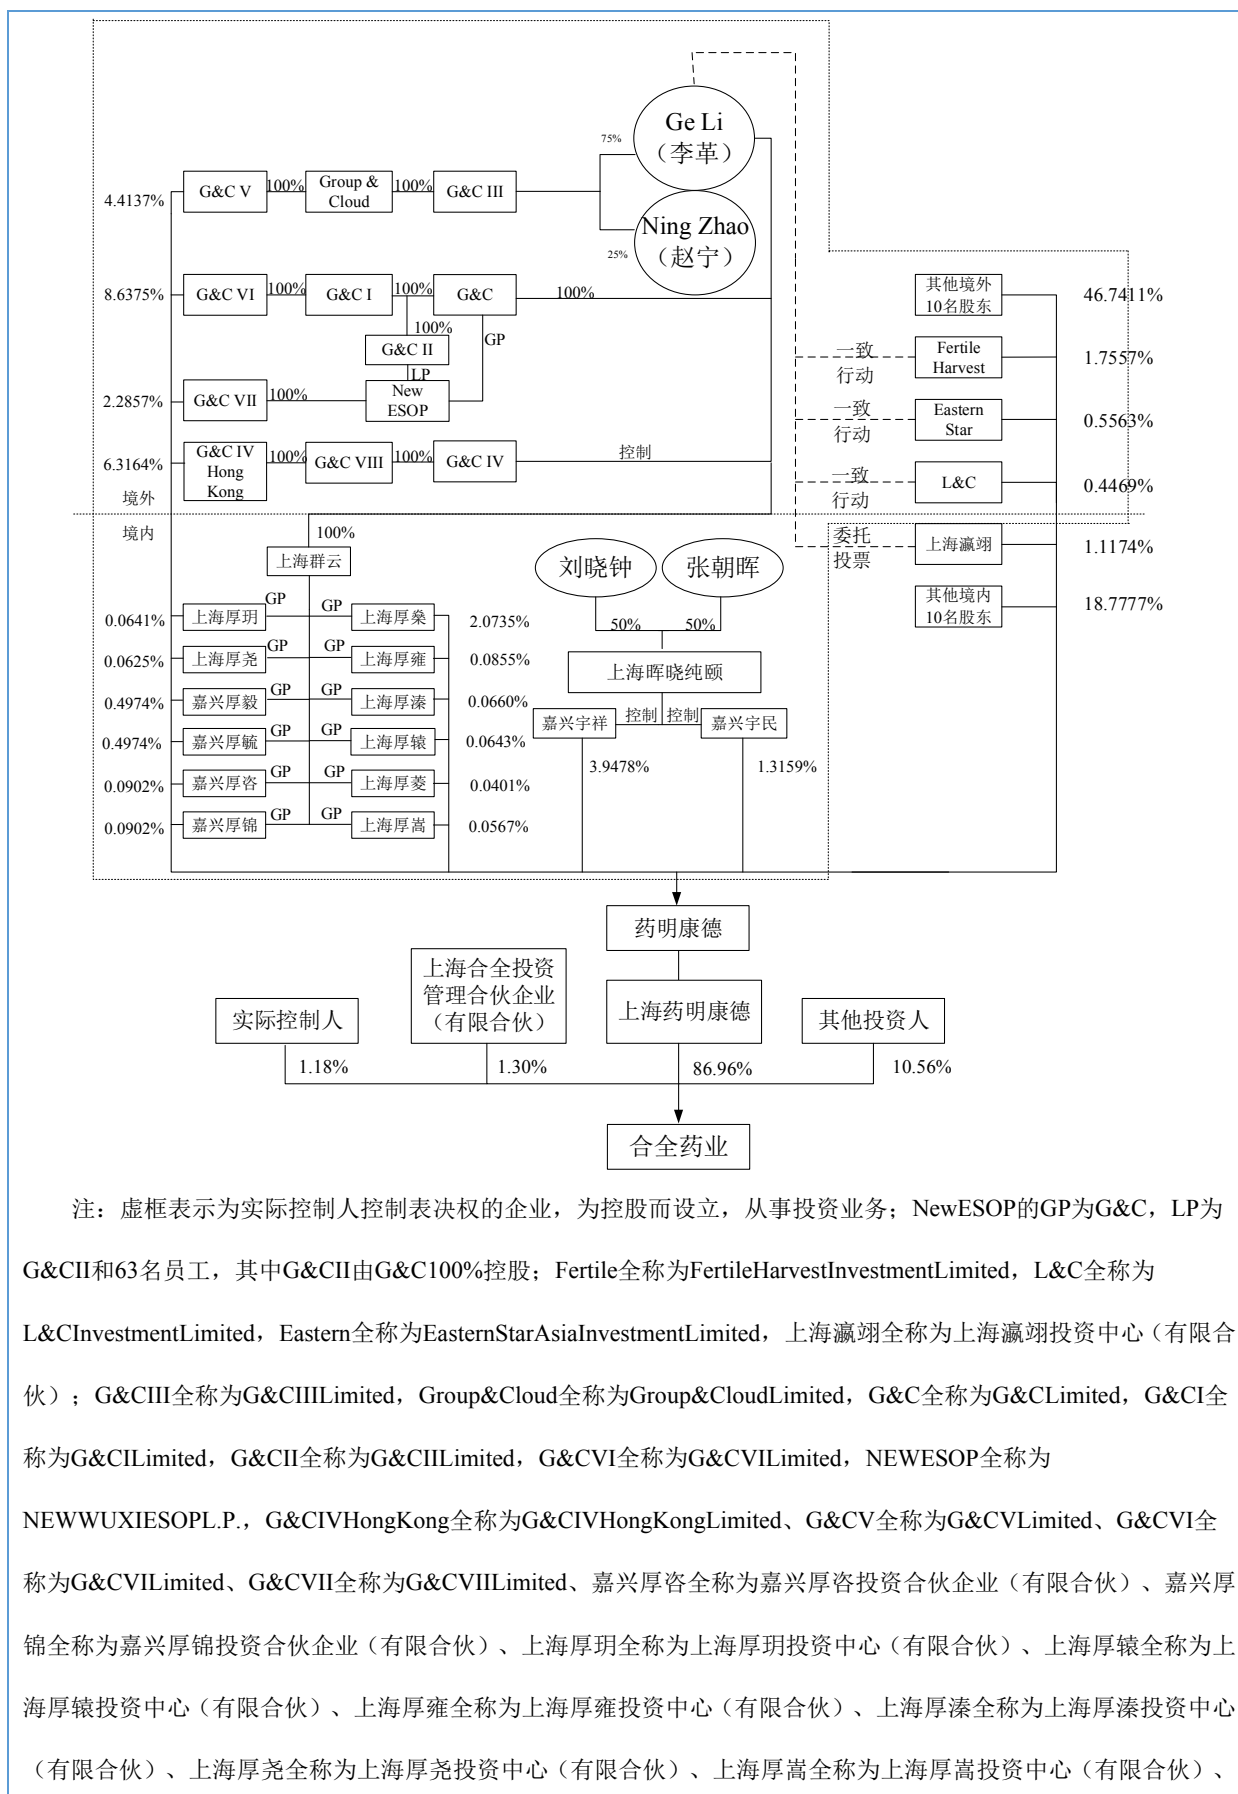 Ge Li
（李革）
75%
Ning Zhao
（赵宁）
25%
4.4137%
G&C V
100%
Group &
Cloud
100%
G&C III
8.6375%
G&C VI
100%
G&C I
100%
G&C
100%
100%
G&C II
GP
LP
2.2857%
G&C VII
100%
New
ESOP
6.3164%
G&C IV
Hong
Kong
100%
G&C VIII
100%
G&C IV
控制
其他境外
10名股东
46.7411%
一致
行动
Fertile
Harvest
1.7557%
一致
行动
Eastern
Star
0.5563%
一致
行动
L&C
0.4469%
境外
境内
委托
投票
上海瀛翊
1.1174%
其他境内
10名股东
18.7777%
100%
上海群云
0.0641%
上海厚玥
GP
GP
上海厚燊
2.0735%
0.0625%
上海厚尧
GP
GP
上海厚雍
0.0855%
0.4974%
嘉兴厚毅
GP
GP
上海厚溱
0.0660%
0.4974%
嘉兴厚毓
GP
GP
上海厚辕
0.0643%
0.0902%
嘉兴厚咨
GP
GP
上海厚菱
0.0401%
0.0902%
嘉兴厚锦
GP
GP
上海厚嵩
0.0567%
刘晓钟
张朝晖
50%
50%
上海晖晓纯颐
嘉兴宇祥
控制
控制
嘉兴宇民
3.9478%
1.3159%
药明康德
上海合全投资
管理合伙企业
（有限合伙）
实际控制人
上海药明康德
其他投资人
1.18%
1.30%
86.96%
10.56%
合全药业
注：虚框表示为实际控制人控制表决权的企业，为控股而设立，从事投资业务；NewESOP的GP为G&C，LP为
G&CII和63名员工，其中G&CII由G&C100%控股；Fertile全称为FertileHarvestInvestmentLimited，L&C全称为
L&CInvestmentLimited，Eastern全称为EasternStarAsiaInvestmentLimited，上海瀛翊全称为上海瀛翊投资中心（有限合
伙）；G&CIII全称为G&CIIILimited，Group&Cloud全称为Group&CloudLimited，G&C全称为G&CLimited，G&CI全
称为G&CILimited，G&CII全称为G&CIILimited，G&CVI全称为G&CVILimited，NEWESOP全称为
NEWWUXIESOPL.P.，G&CIVHongKong全称为G&CIVHongKongLimited、G&CV全称为G&CVLimited、G&CVI全
称为G&CVILimited、G&CVII全称为G&CVIILimited、嘉兴厚咨全称为嘉兴厚咨投资合伙企业（有限合伙）、嘉兴厚
锦全称为嘉兴厚锦投资合伙企业（有限合伙）、上海厚玥全称为上海厚玥投资中心（有限合伙）、上海厚辕全称为上
海厚辕投资中心（有限合伙）、上海厚雍全称为上海厚雍投资中心（有限合伙）、上海厚溱全称为上海厚溱投资中心
（有限合伙）、上海厚尧全称为上海厚尧投资中心（有限合伙）、上海厚嵩全称为上海厚嵩投资中心（有限合伙）、